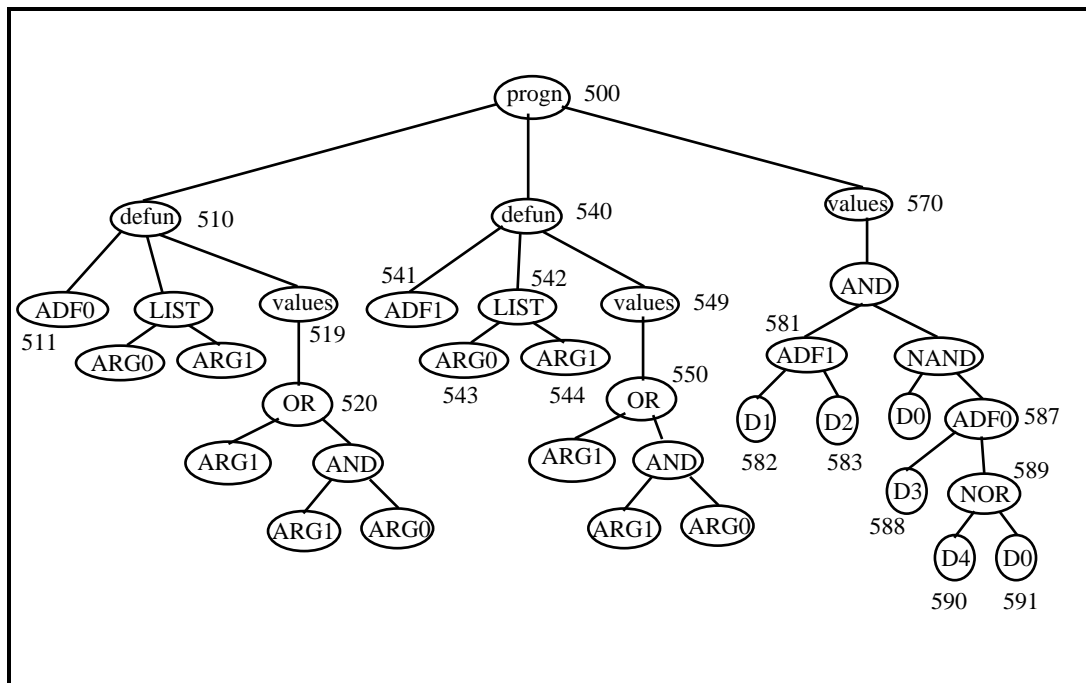 progn 500
defun 510
defun 540
values 570
ADF0 511
LIST
values 519
541 ADF1
542 LIST
values 549
AND
ARG0
ARG1
ARG0 543
ARG1 544
581 ADF1
NAND
OR 520
OR 550
D1 582
D2 583
D0
ADF0 587
ARG1
AND
ARG1
AND
D3 588
NOR 589
ARG1
ARG0
ARG1
ARG0
D4 590
D0 591